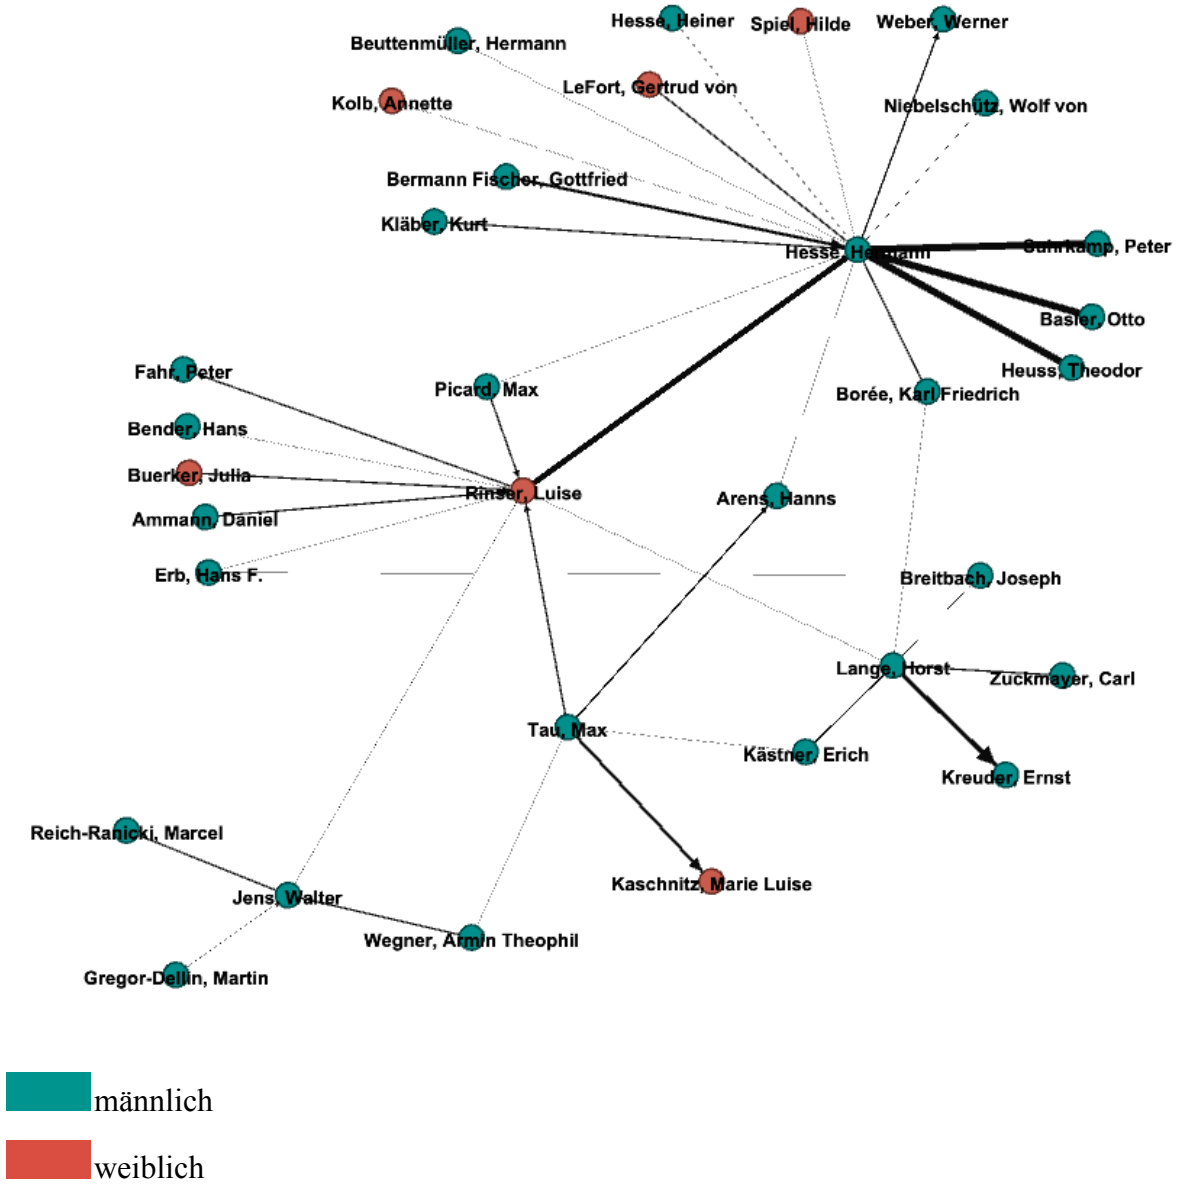 Hesse, Heiner
Spiel, Hilde
Weber, Werner
Beuttenmüller, Hermann
LeFort, Gertrud von
Kolb, Annette
Niebelschütz, Wolf von
Bermann Fischer, Gottfried
Kläber, Kurt
Hesse, Hermann
Suhrkamp, Peter
Basler, Otto
Fahr, Peter
Heuss, Theodor
Picard, Max
Borée, Karl Friedrich
Bender, Hans
Buerker, Julia
Rinser, Luise
Arens, Hanns
Ammann, Daniel
Erb, Hans F.
Breitbach, Joseph
Lange, Horst
Zuckmayer, Carl
Tau, Max
Kästner, Erich
Kreuder, Ernst
Reich-Ranicki, Marcel
Kaschnitz, Marie Luise
Jens, Walter
Wegner, Armin Theophil
Gregor-Dellin, Martin
männlich
weiblich